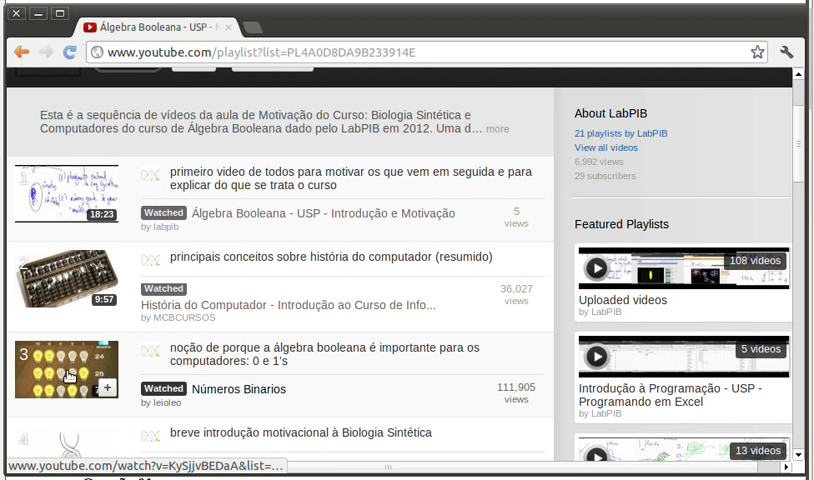 Álgebra Booleana - USP -
www.youtube.com/playlist?list=PL4A0D8DA9B233914E
Esta é a sequência de vídeos da aula de Motivação do Curso: Biologia Sintética e
Computadores do curso de Álgebra Booleana dado pelo LabPIB em 2012. Uma d... more
1
18:23
primeiro video de todos para motivar os que vem em seguida e para
explicar do que se trata o curso
Watched Álgebra Booleana - USP - Introdução e Motivação
by labpib
5
views
2
9:57
principais conceitos sobre história do computador (resumido)
Watched
História do Computador - Introdução ao Curso de Info...
by MCBCURSOS
36,027
views
3
24
25
noção de porque a álgebra booleana é importante para os
computadores: 0 e 1's
Watched Números Binarios
by leioleo
111,905
views
4
breve introdução motivacional à Biologia Sintética
www.youtube.com/watch?v=KySjjvBEDaA&list=...
About LabPIB
21 playlists by LabPIB
View all videos
6,992 views
29 subscribers
Featured Playlists
108 videos
Uploaded videos
by LabPIB
5 videos
Introdução à Programação - USP -
Programando em Excel
by LabPIB
13 videos